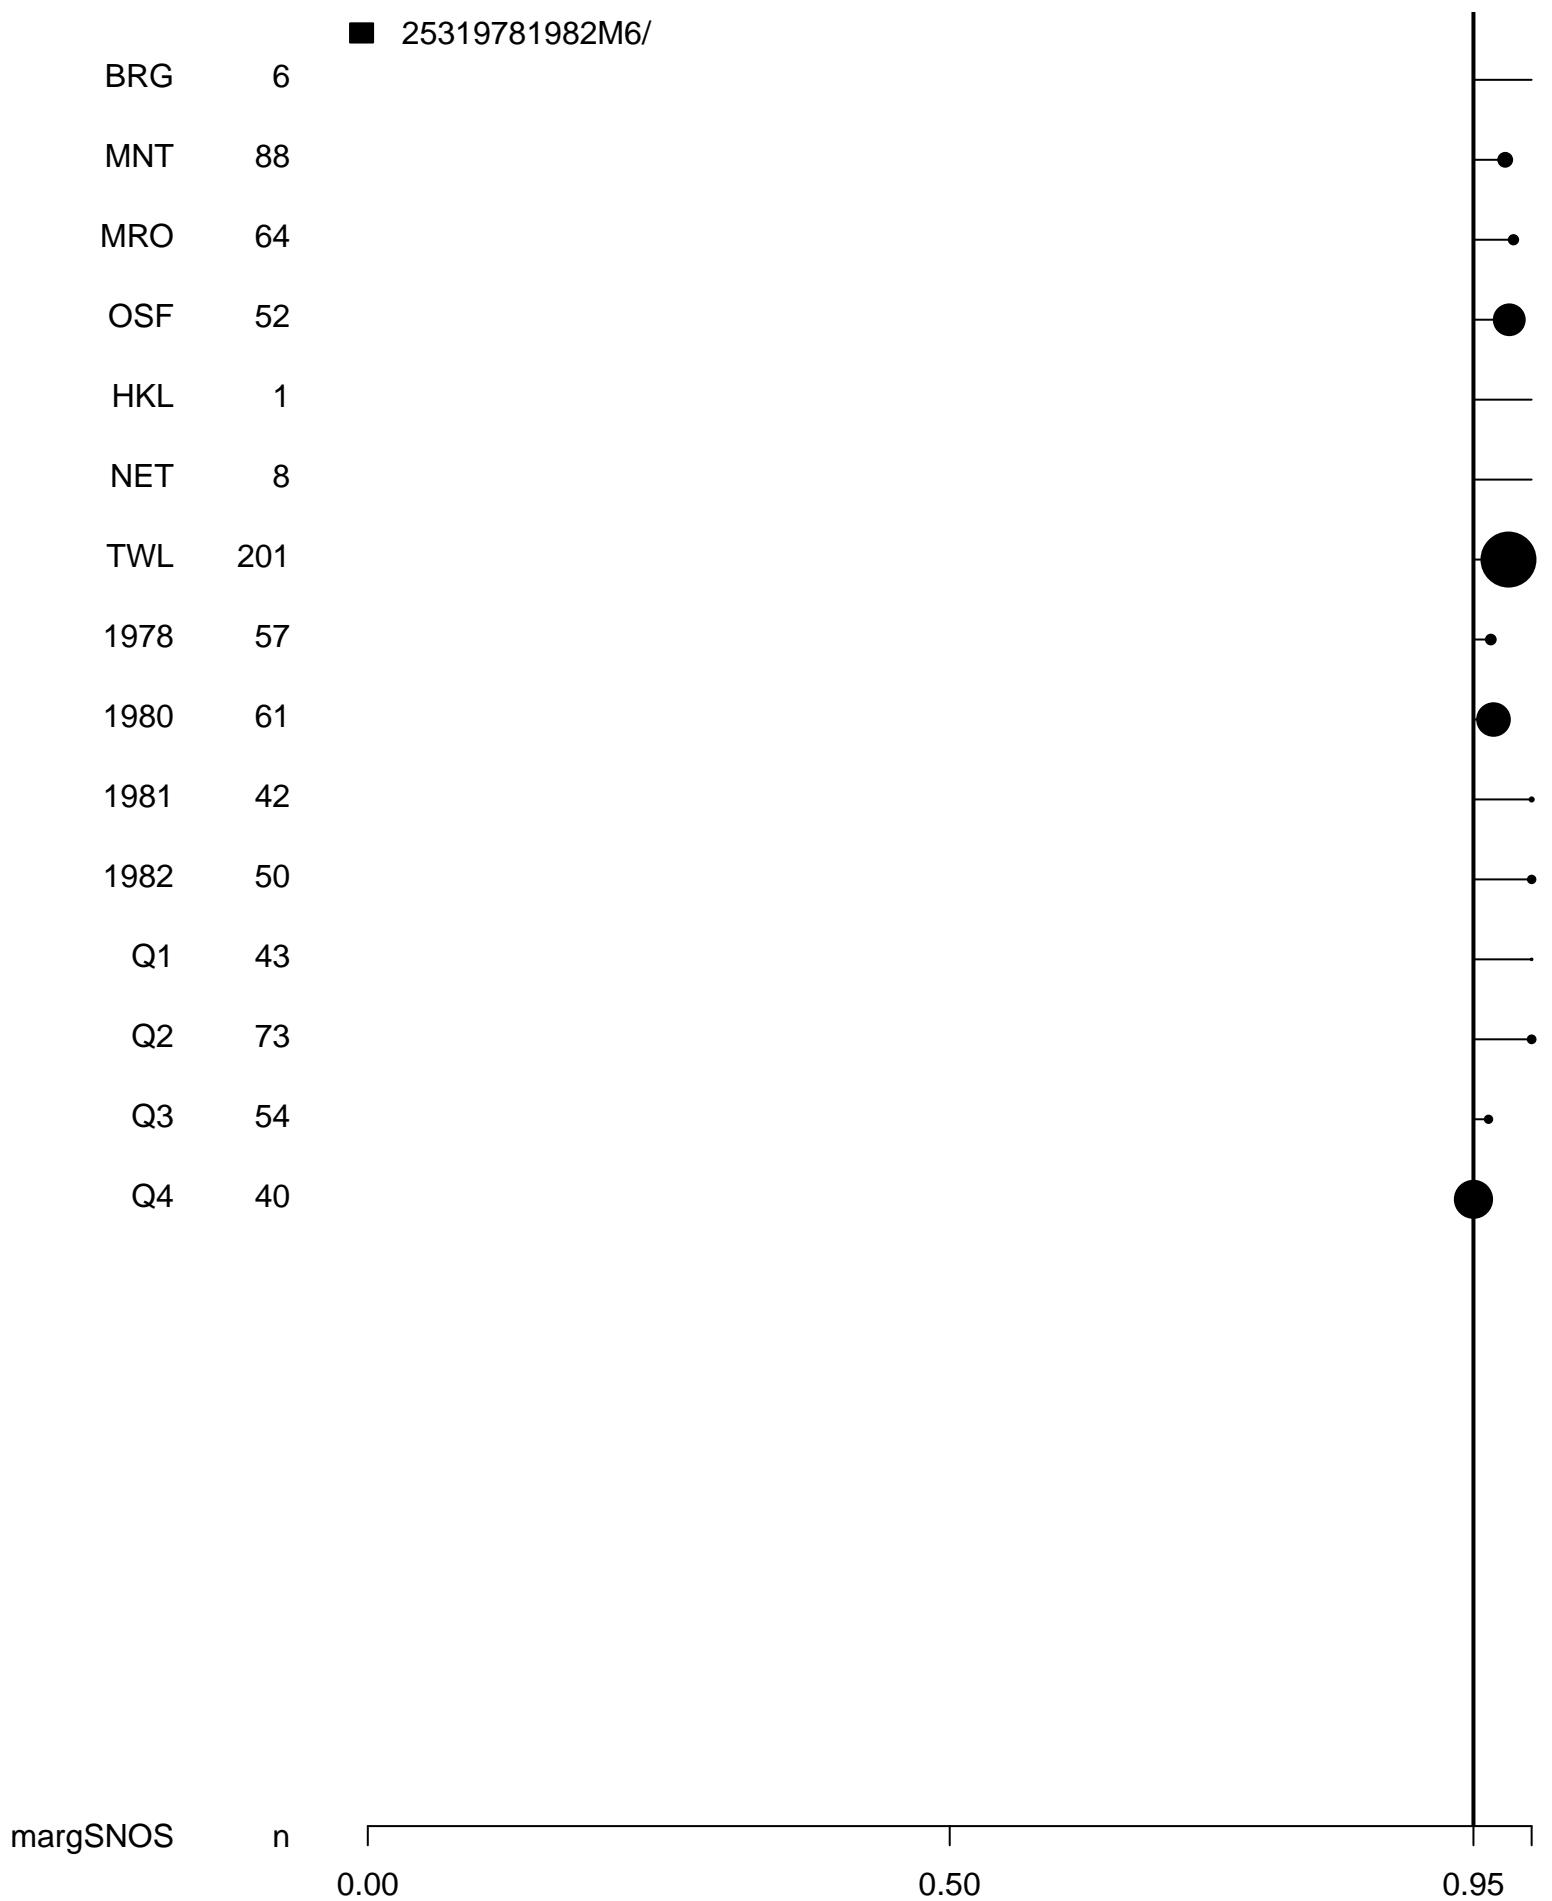 25319781982M6/
BRG 6
MNT 88
MRO 64
OSF 52
HKL 1
NET 8
TWL 201
1978 57
1980 61
1981 42
1982 50
Q1 43
Q2 73
Q3 54
Q4 40
margSNOS n
0.00 0.50 0.95